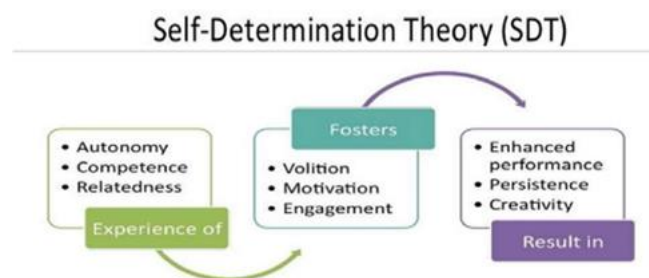 Self-Determination Theory (SDT)
• Autonomy
• Competence
• Relatedness
Experience of
Fosters
• Volition
• Motivation
• Engagement
• Enhanced
performance
• Persistence
• Creativity
Result in